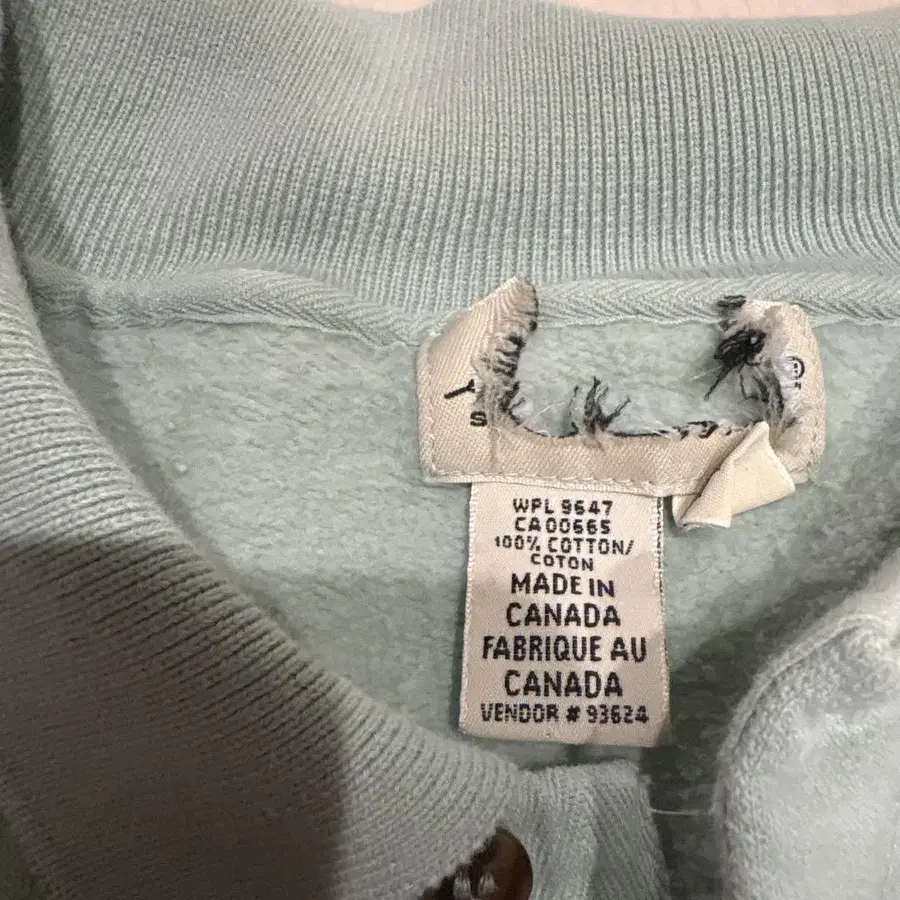 S
®
WPL 9647
CA 00665
100% COTTON/
COTON
MADE IN
CANADA
FABRIQUE AU
CANADA
VENDOR # 93624